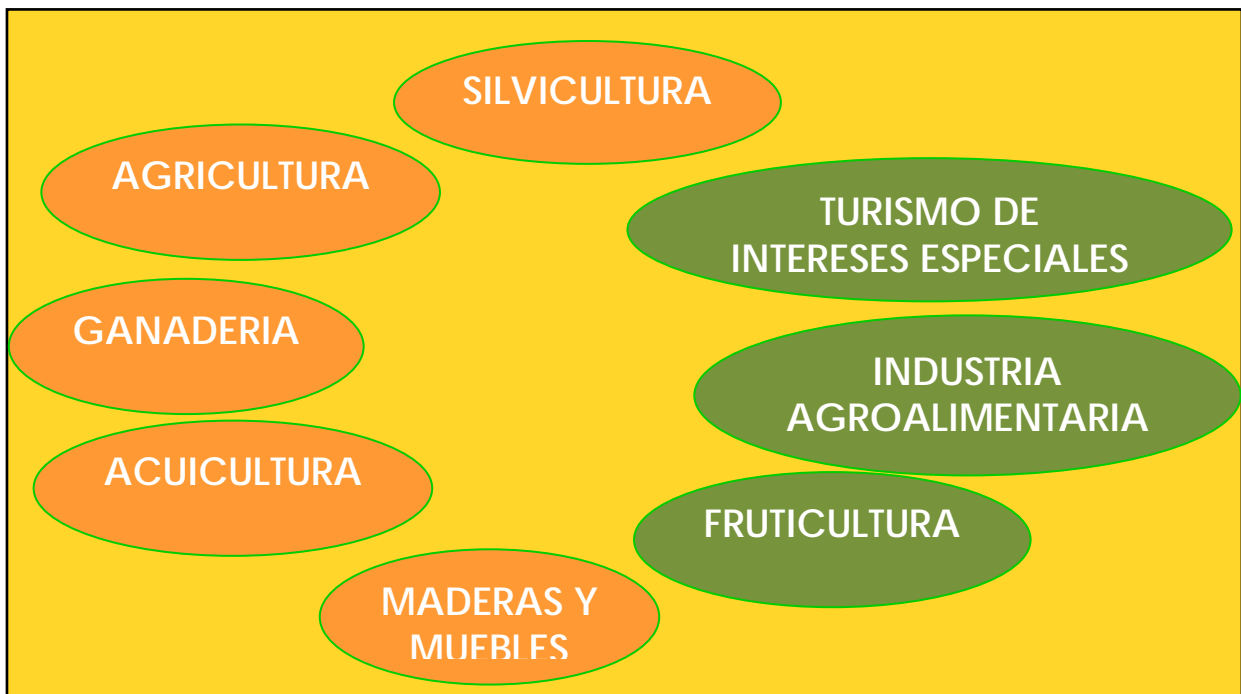 SILVICULTURA
AGRICULTURA
TURISMO DE
INTERESES ESPECIALES
GANADERIA
INDUSTRIA
AGROALIMENTARIA
ACUICULTURA
FRUTICULTURA
MADERAS Y
MUEBLES